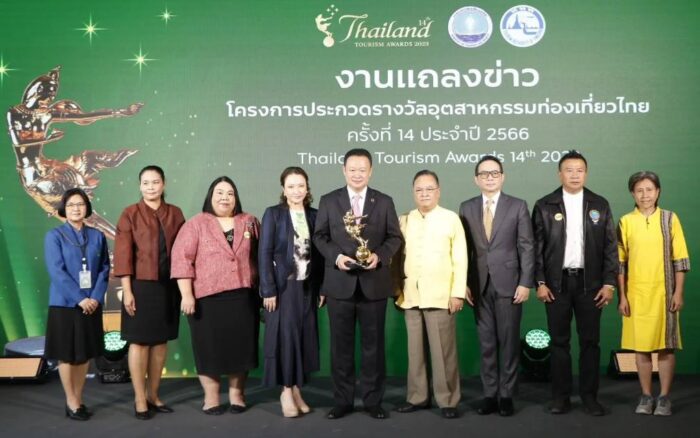 14th
Thailand
TOURISM AWARDS 2023
งานแถลงข่าว
โครงการประกวดรางวัลอุตสาหกรรมท่องเที่ยวไทย
ครั้งที่ 14 ประจำปี 2566
Thailand Tourism Awards 14th